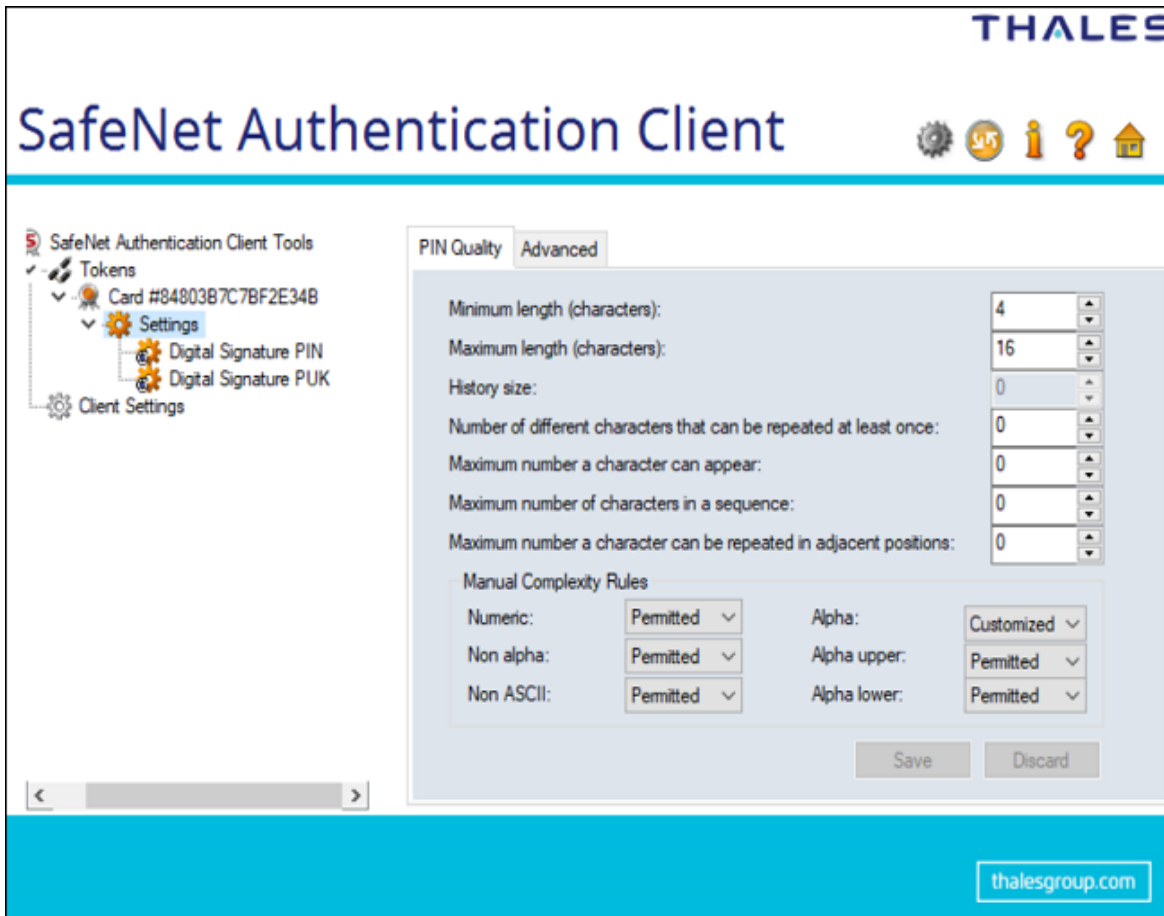 THALES
SafeNet Authentication Client
SafeNet Authentication Client Tools
Tokens
Card #84803B7C7BF2E34B
Settings
Digital Signature PIN
Digital Signature PUK
Client Settings
PIN Quality Advanced
Minimum length (characters): 4
Maximum length (characters): 16
History size: 0
Number of different characters that can be repeated at least once: 0
Maximum number a character can appear: 0
Maximum number of characters in a sequence: 0
Maximum number a character can be repeated in adjacent positions: 0
Manual Complexity Rules
Numeric: Permitted Alpha: Customized
Non alpha: Permitted Alpha upper: Permitted
Non ASCII: Permitted Alpha lower: Permitted
Save Discard
thalesgroup.com